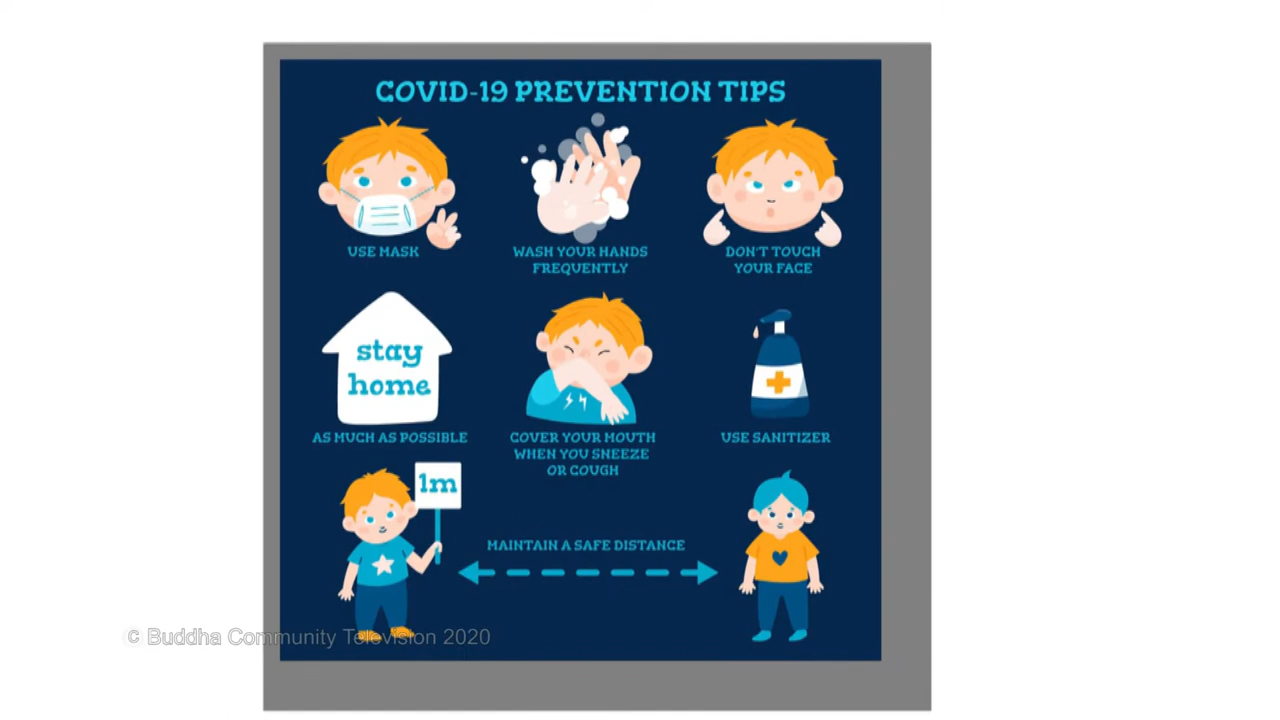 COVID-19 PREVENTION TIPS
USE MASK
WASH YOUR HANDS
FREQUENTLY
DON'T TOUCH
YOUR FACE
stay
home
AS MUCH AS POSSIBLE
COVER YOUR MOUTH
WHEN YOU SNEEZE
OR COUGH
USE SANITIZER
1m
MAINTAIN A SAFE DISTANCE
© Buddha Community Television 2020